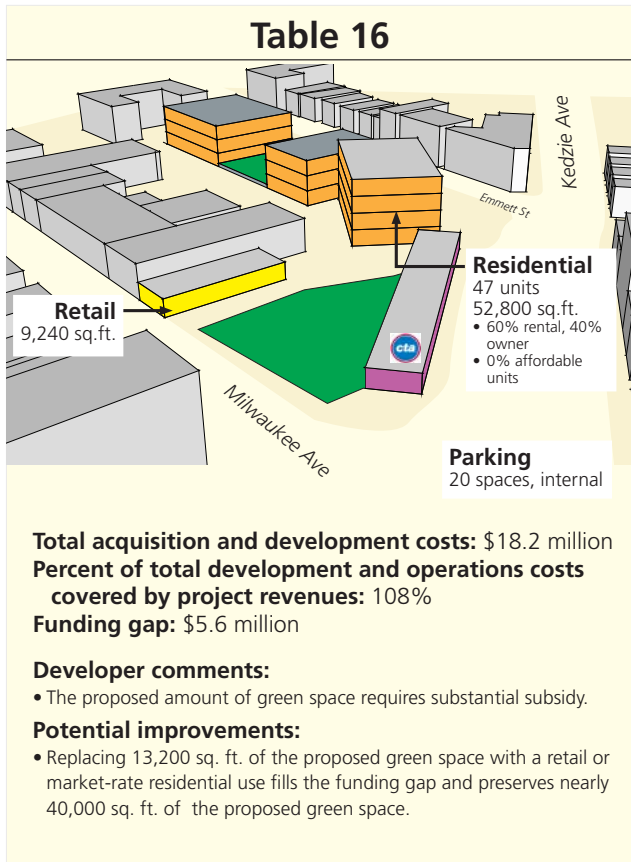 Table 16
Kedzie Ave
Emmett St
Residential
47 units
52,800 sq.ft.
• 60% rental, 40%
owner
• 0% affordable
units
Retail
9,240 sq.ft.
cta
Milwaukee Ave
Parking
20 spaces, internal
Total acquisition and development costs: $18.2 million
Percent of total development and operations costs
covered by project revenues: 108%
Funding gap: $5.6 million
Developer comments:
• The proposed amount of green space requires substantial subsidy.
Potential improvements:
• Replacing 13,200 sq. ft. of the proposed green space with a retail or
market-rate residential use fills the funding gap and preserves nearly
40,000 sq. ft. of the proposed green space.